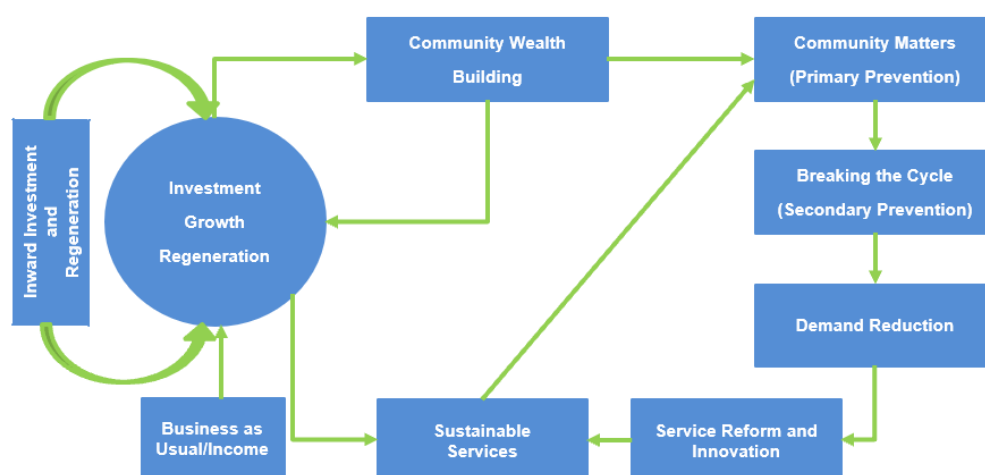 Community Wealth
Building
Community Matters
(Primary Prevention)
Inward Investment
and
Regeneration
Investment
Growth
Regeneration
Breaking the Cycle
(Secondary Prevention)
Demand Reduction
Business as
Usual/Income
Sustainable
Services
Service Reform and
Innovation